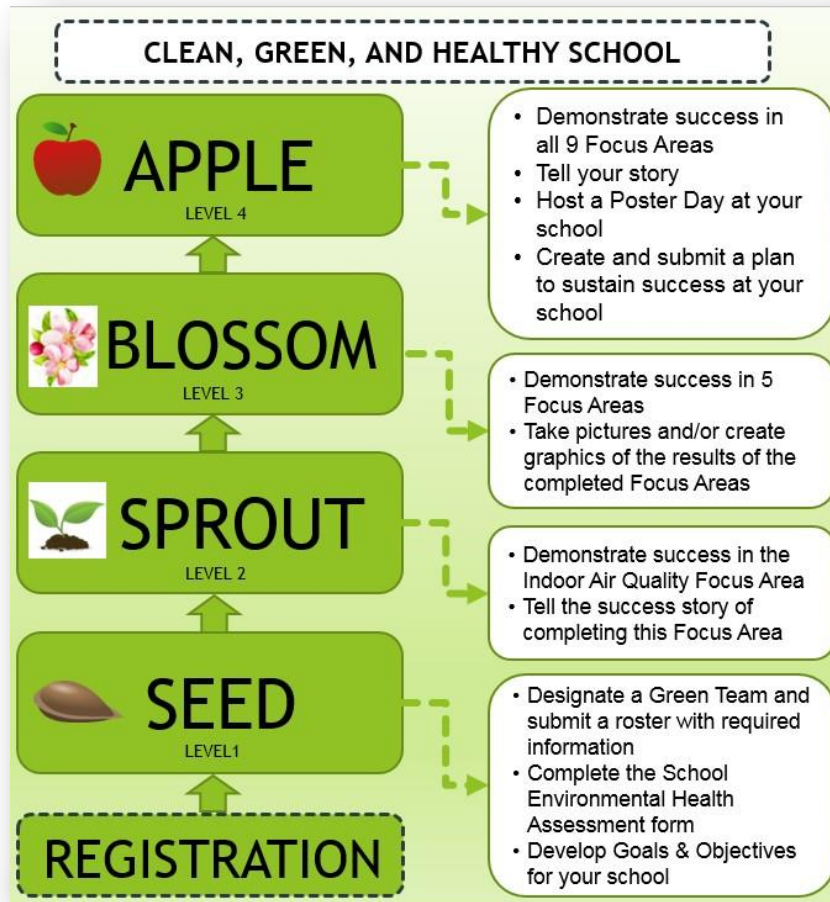 CLEAN, GREEN, AND HEALTHY SCHOOL
APPLE
LEVEL 4
• Demonstrate success in
all 9 Focus Areas
• Tell your story
• Host a Poster Day at your
school
• Create and submit a plan
to sustain success at your
school
BLOSSOM
LEVEL 3
• Demonstrate success in 5
Focus Areas
• Take pictures and/or create
graphics of the results of the
completed Focus Areas
SPROUT
LEVEL 2
• Demonstrate success in the
Indoor Air Quality Focus Area
• Tell the success story of
completing this Focus Area
SEED
LEVEL1
• Designate a Green Team and
submit a roster with required
information
• Complete the School
Environmental Health
Assessment form
• Develop Goals & Objectives
for your school
REGISTRATION